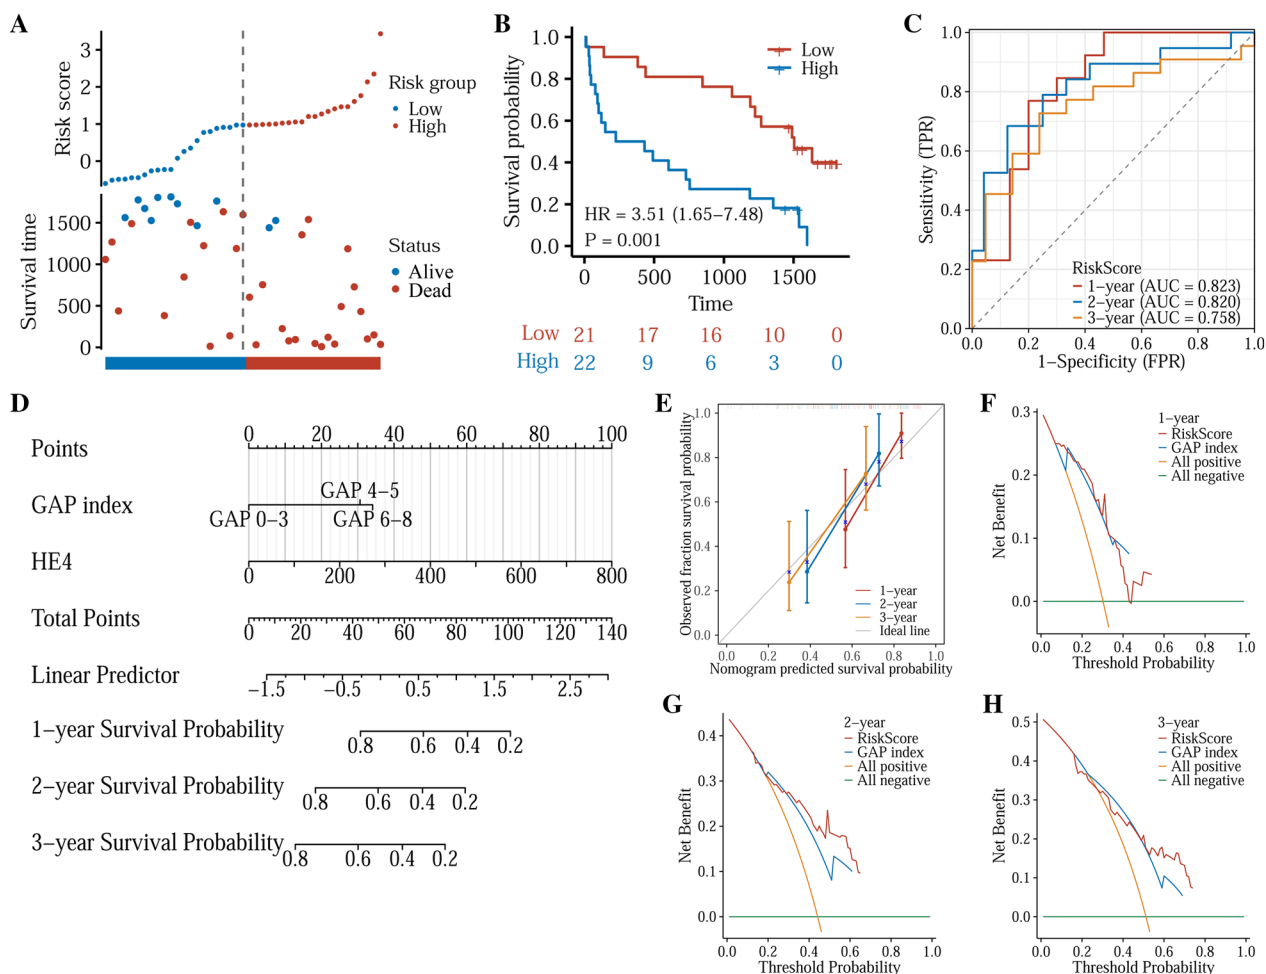 A
Risk score
3
2
1
0
Risk group
Low
High
Survival time
1500
1000
500
0
Status
Alive
Dead
B
Survival probability
1.0
0.8
0.6
0.4
0.2
0.0
Low
High
HR = 3.51 (1.65–7.48)
P = 0.001
0 500 1000 1500
Time
Low 21 17 16 10 0
High 22 9 6 3 0
C
Sensitivity (TPR)
1.0
0.8
0.6
0.4
0.2
0.0
RiskScore
1–year (AUC = 0.823)
2–year (AUC = 0.820)
3–year (AUC = 0.758)
0.0 0.2 0.4 0.6 0.8 1.0
1–Specificity (FPR)
D
Points
0 20 40 60 80 100
GAP index
GAP 4–5
GAP 0–3 GAP 6–8
HE4
0 200 400 600 800
Total Points
0 20 40 60 80 100 120 140
Linear Predictor
–1.5 –0.5 0.5 1.5 2.5
1–year Survival Probability
0.8 0.6 0.4 0.2
2–year Survival Probability
0.8 0.6 0.4 0.2
3–year Survival Probability
0.8 0.6 0.4 0.2
E
Observed fraction survival probability
1.0
0.8
0.6
0.4
0.2
0.0
1–year
2–year
3–year
Ideal line
0.0 0.2 0.4 0.6 0.8 1.0
Nomogram predicted survival probability
F
Net Benefit
0.3
0.2
0.1
0.0
1–year
RiskScore
GAP index
All positive
All negative
0.0 0.2 0.4 0.6 0.8 1.0
Threshold Probability
G
Net Benefit
0.4
0.3
0.2
0.1
0.0
2–year
RiskScore
GAP index
All positive
All negative
0.0 0.2 0.4 0.6 0.8 1.0
Threshold Probability
H
Net Benefit
0.5
0.4
0.3
0.2
0.1
0.0
3–year
RiskScore
GAP index
All positive
All negative
0.0 0.2 0.4 0.6 0.8 1.0
Threshold Probability